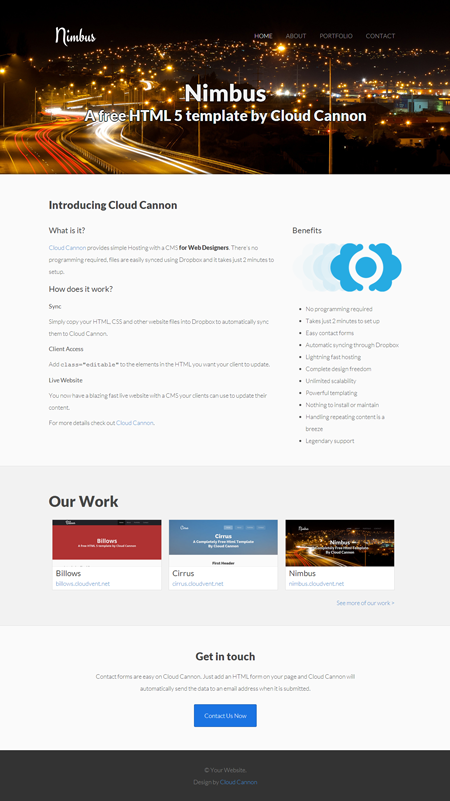 Nimbus
HOME ABOUT PORTFOLIO CONTACT
Nimbus
A free HTML 5 template by Cloud Cannon
Introducing Cloud Cannon
What is it?
Cloud Cannon provides simple Hosting with a CMS for Web Designers. There's no
programming required, files are easily synced using Dropbox and it takes just 2 minutes to
setup.
How does it work?
Sync
Simply copy your HTML, CSS and other website files into Dropbox to automatically sync
them to Cloud Cannon.
Client Access
Add class="editable" to the elements in the HTML you want your client to update.
Live Website
You now have a blazing fast live website with a CMS your clients can use to update their
content.
For more details check out Cloud Cannon.
Benefits
No programming required
Takes just 2 minutes to set up
Easy contact forms
Automatic syncing through Dropbox
Lightning fast hosting
Complete design freedom
Unlimited scalability
Powerful templating
Nothing to install or maintain
Handling repeating content is a
breeze
Legendary support
Our Work
Billows
A free HTML 5 template by Cloud Cannon
Billows
billows.cloudvent.net
Cirrus
A Completely Free Html Template
By Cloud Cannon
First Header
Cirrus
cirrus.cloudvent.net
Nimbus
A Completely Free Html Template
By Cloud Cannon
Nimbus
nimbus.cloudvent.net
See more of our work >
Get in touch
Contact forms are easy on Cloud Cannon. Just add an HTML form on your page and Cloud Cannon will
automatically send the data to an email address when it is submitted.
Contact Us Now
© Your Website.
Design by Cloud Cannon